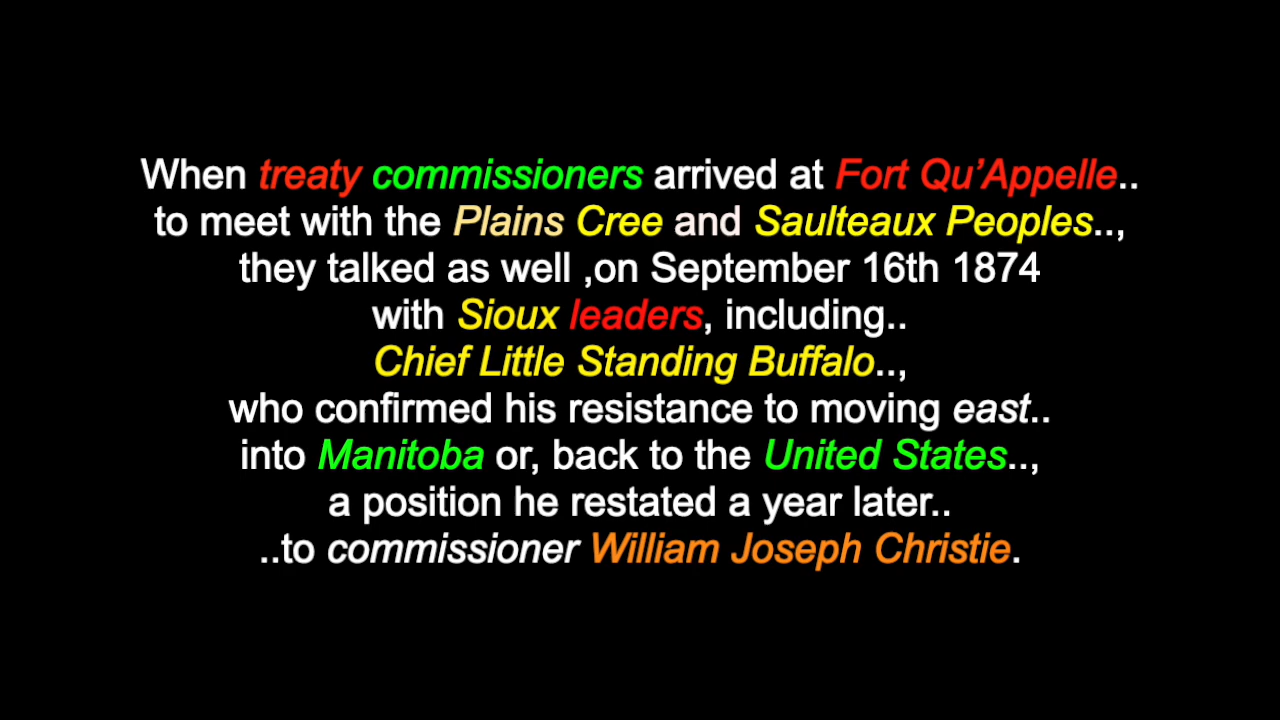 When treaty commissioners arrived at Fort Qu’Appelle..
to meet with the Plains Cree and Saulteaux Peoples..,
they talked as well ,on September 16th 1874
with Sioux leaders, including..
Chief Little Standing Buffalo..,
who confirmed his resistance to moving east..
into Manitoba or, back to the United States..,
a position he restated a year later..
..to commissioner William Joseph Christie.